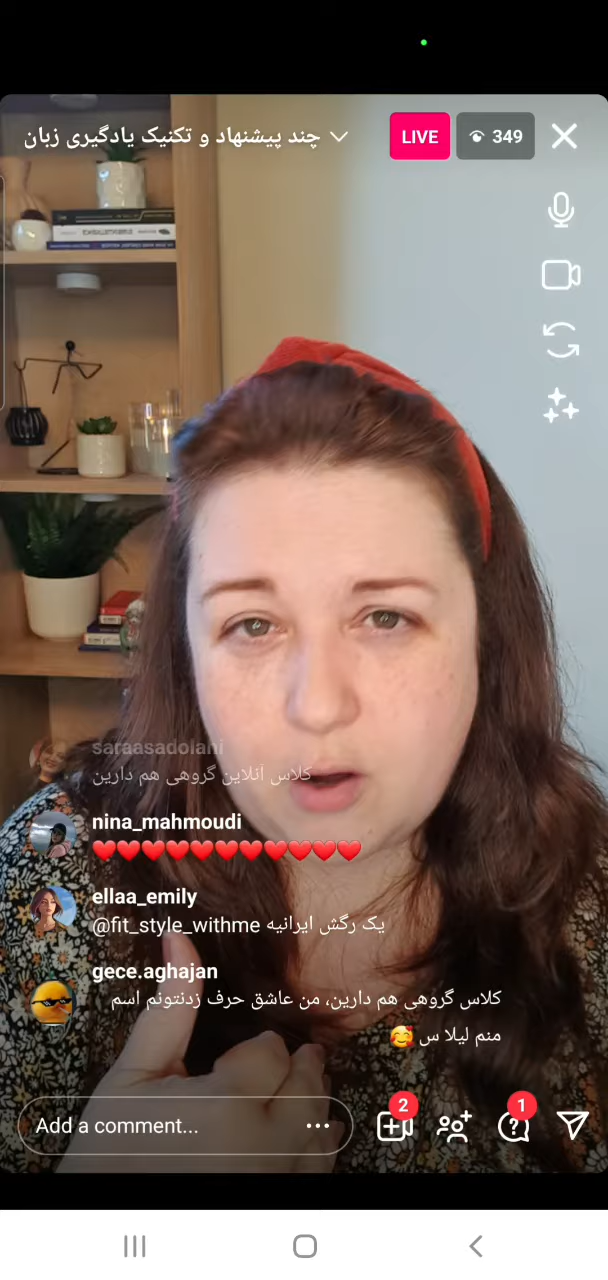 چند پیشنهاد و تکنیک یادگیری زبان
LIVE
349
saraasadolahi
کلاس آنلاین گروهی هم دارین
nina_mahmoudi
❤️❤️❤️❤️❤️❤️❤️❤️❤️❤️❤️
ellaa_emily
@fit_style_withme یک رگش ایرانیه
gece.aghajan
کلاس گروهی هم دارین، من عاشق حرف زدنتونم اسم
منم لیلا س 🥰
Add a comment...
2
1